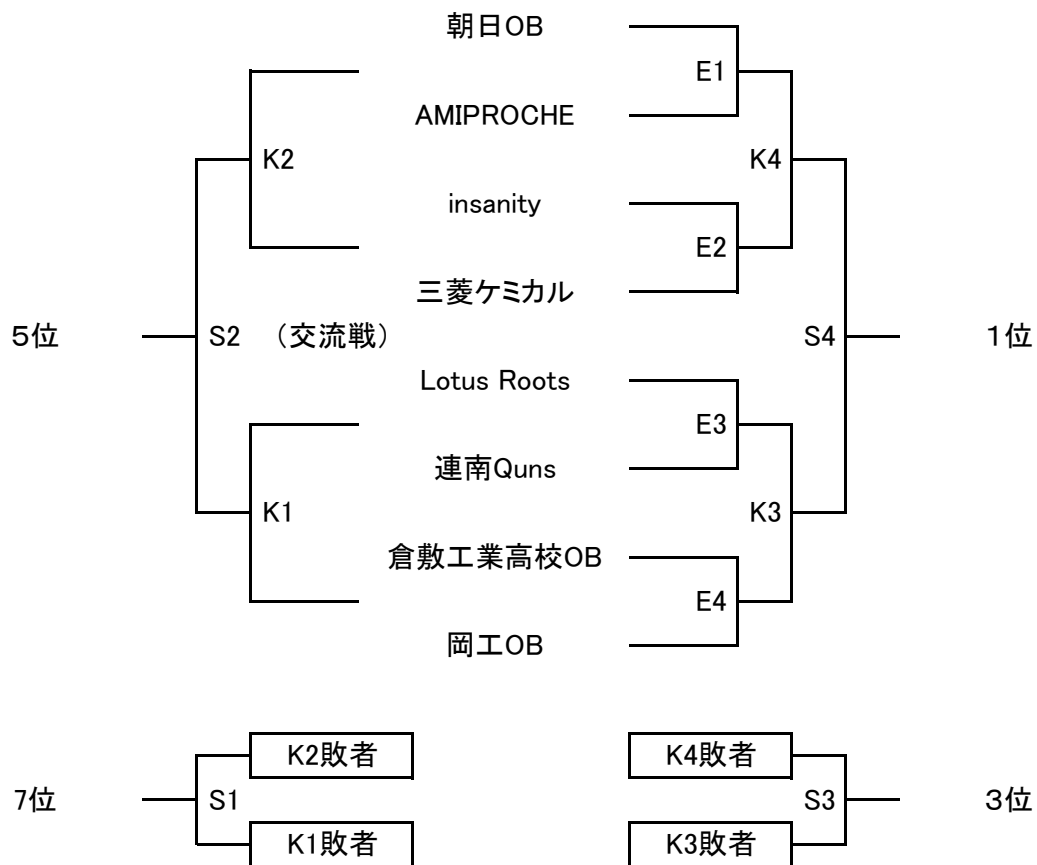 朝日OB
E1
AMIPROCHE
K2
K4
insanity
E2
三菱ケミカル
５位
S2
（交流戦）
S4
１位
Lotus Roots
E3
連南Quns
K1
K3
倉敷工業高校OB
E4
岡工OB
K2敗者
K4敗者
7位
S1
S3
３位
K1敗者
K3敗者